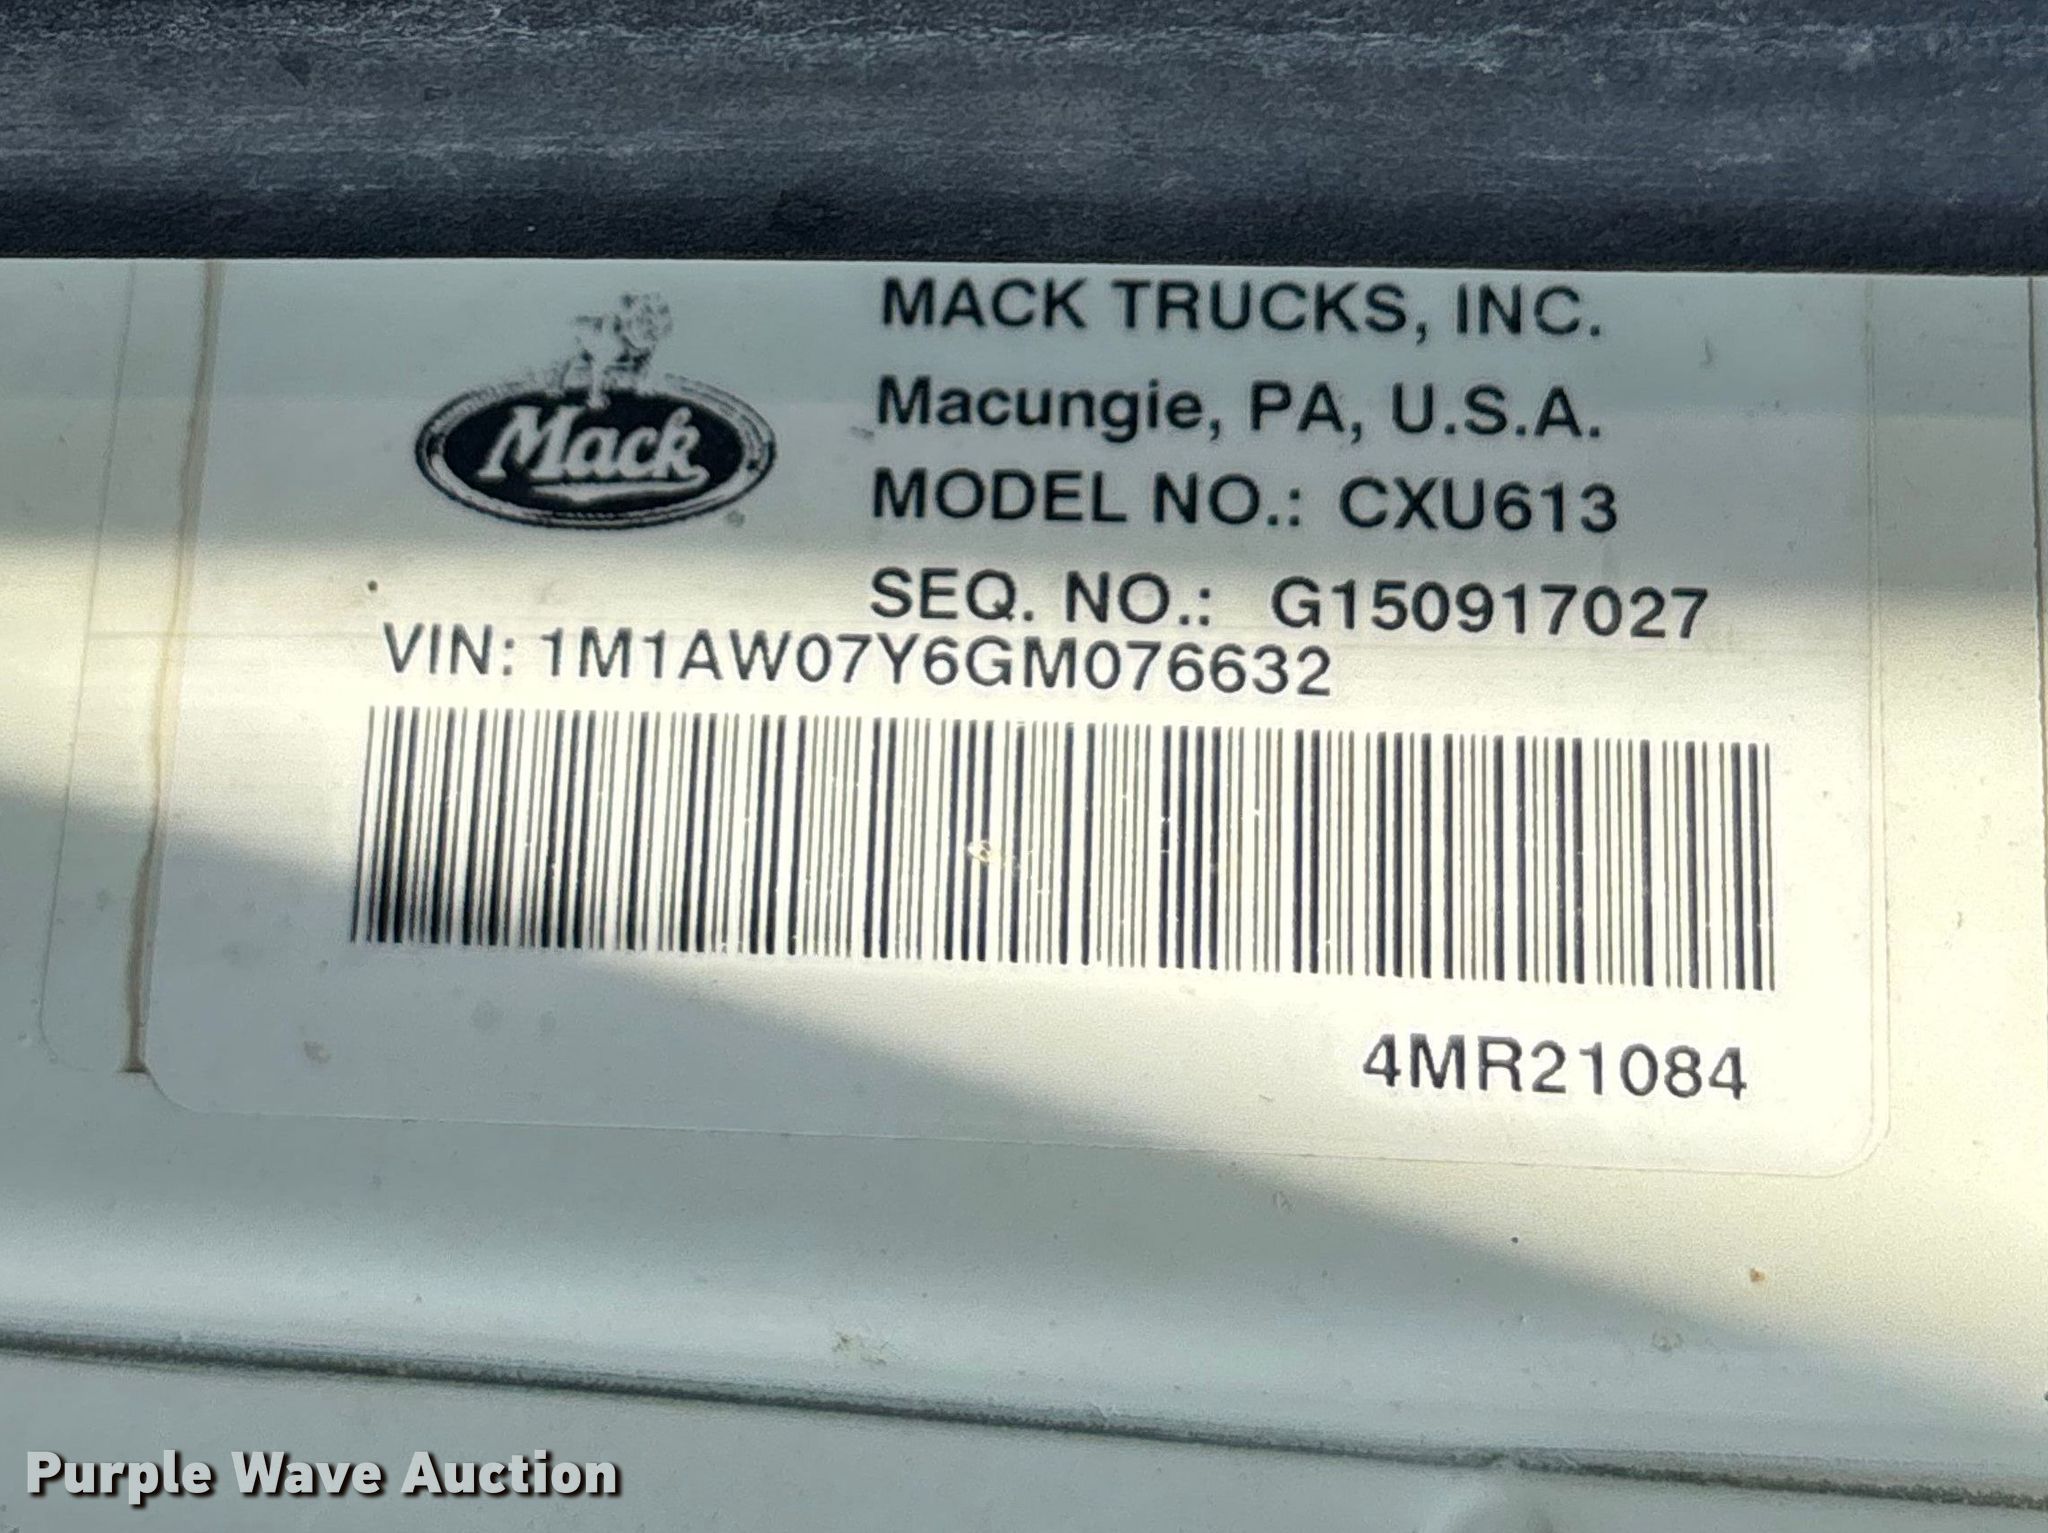 MACK TRUCKS, INC.
Mack
Macungie, PA, U.S.A.
MODEL NO.: CXU613
SEQ. NO.: G150917027
VIN: 1M1AW07Y6GM076632
4MR21084
Purple Wave Auction